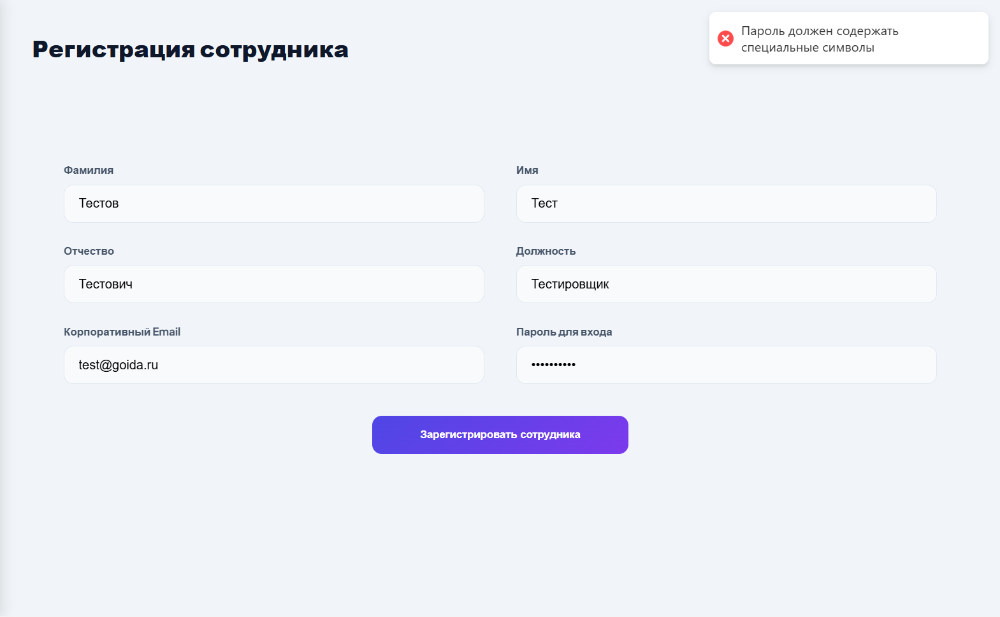 Регистрация сотрудника
Пароль должен содержать
специальные символы
Фамилия
Имя
Тестов
Тест
Отчество
Должность
Тестович
Тестировщик
Корпоративный Email
Пароль для входа
test@goida.ru
••••••••••
Зарегистрировать сотрудника